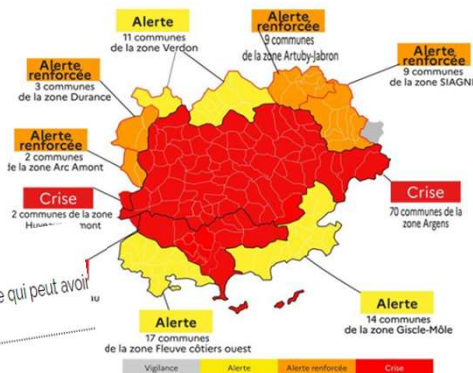 Alerte
11 communes
de la zone Verdon
Alerte
renforcée
9 communes
de la zone Artuby-Jabron
Alerte
renforcée
3 communes
de la zone Durance
Alerte
renforcée
9 communes
de la zone SIAGNE
Alerte
renforcée
2 communes
de la zone Arc Amont
Crise
2 communes de la zone
Crise
70 communes de la
zone Argens
e qui peut avoir
Alerte
17 communes
de la zone Fleuve côtiers ouest
Alerte
14 communes
de la zone Giscle-Môle
Vigilance
Alerte
Alerte renforcée
Crise